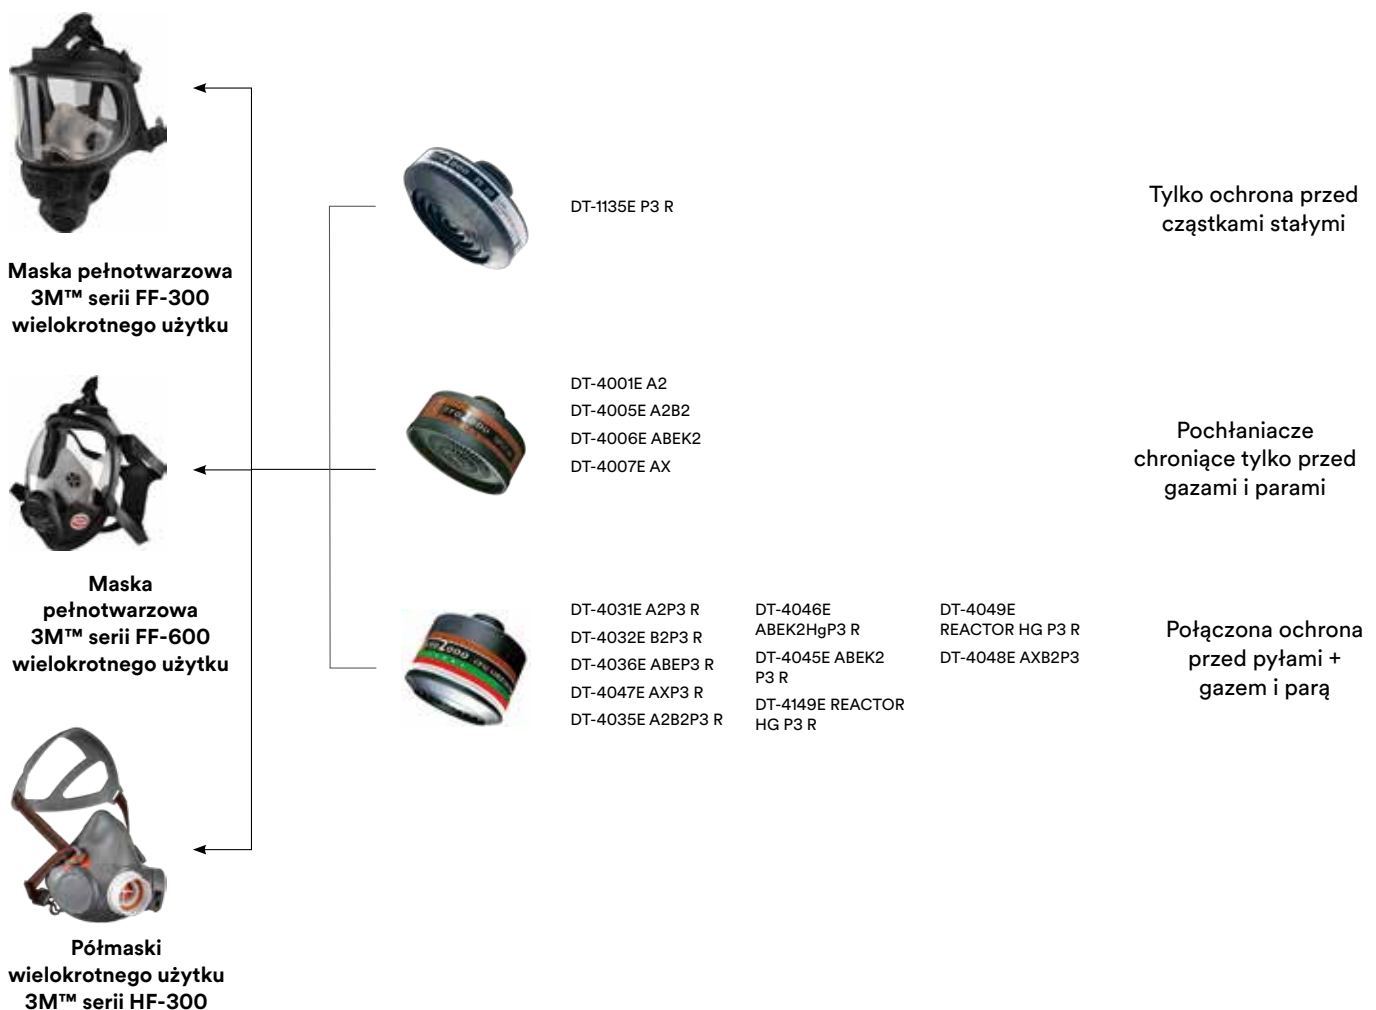 Maska pełnotwarzowa
3M™ serii FF-300
wielokrotnego użytku
Maska
pełnotwarzowa
3M™ serii FF-600
wielokrotnego użytku
Półmaski
wielokrotnego użytku
3M™ serii HF-300
DT-1135E P3 R
Tylko ochrona przed
cząstkami stałymi
DT-4001E A2
DT-4005E A2B2
DT-4006E ABEK2
DT-4007E AX
Pochłaniacze
chroniące tylko przed
gazami i parami
DT-4031E A2P3 R
DT-4032E B2P3 R
DT-4036E ABEP3 R
DT-4047E AXP3 R
DT-4035E A2B2P3 R
DT-4046E
ABEK2HgP3 R
DT-4045E ABEK2
P3 R
DT-4149E REACTOR
HG P3 R
DT-4049E
REACTOR HG P3 R
DT-4048E AXB2P3
Połączona ochrona
przed pyłami +
gazem i parą